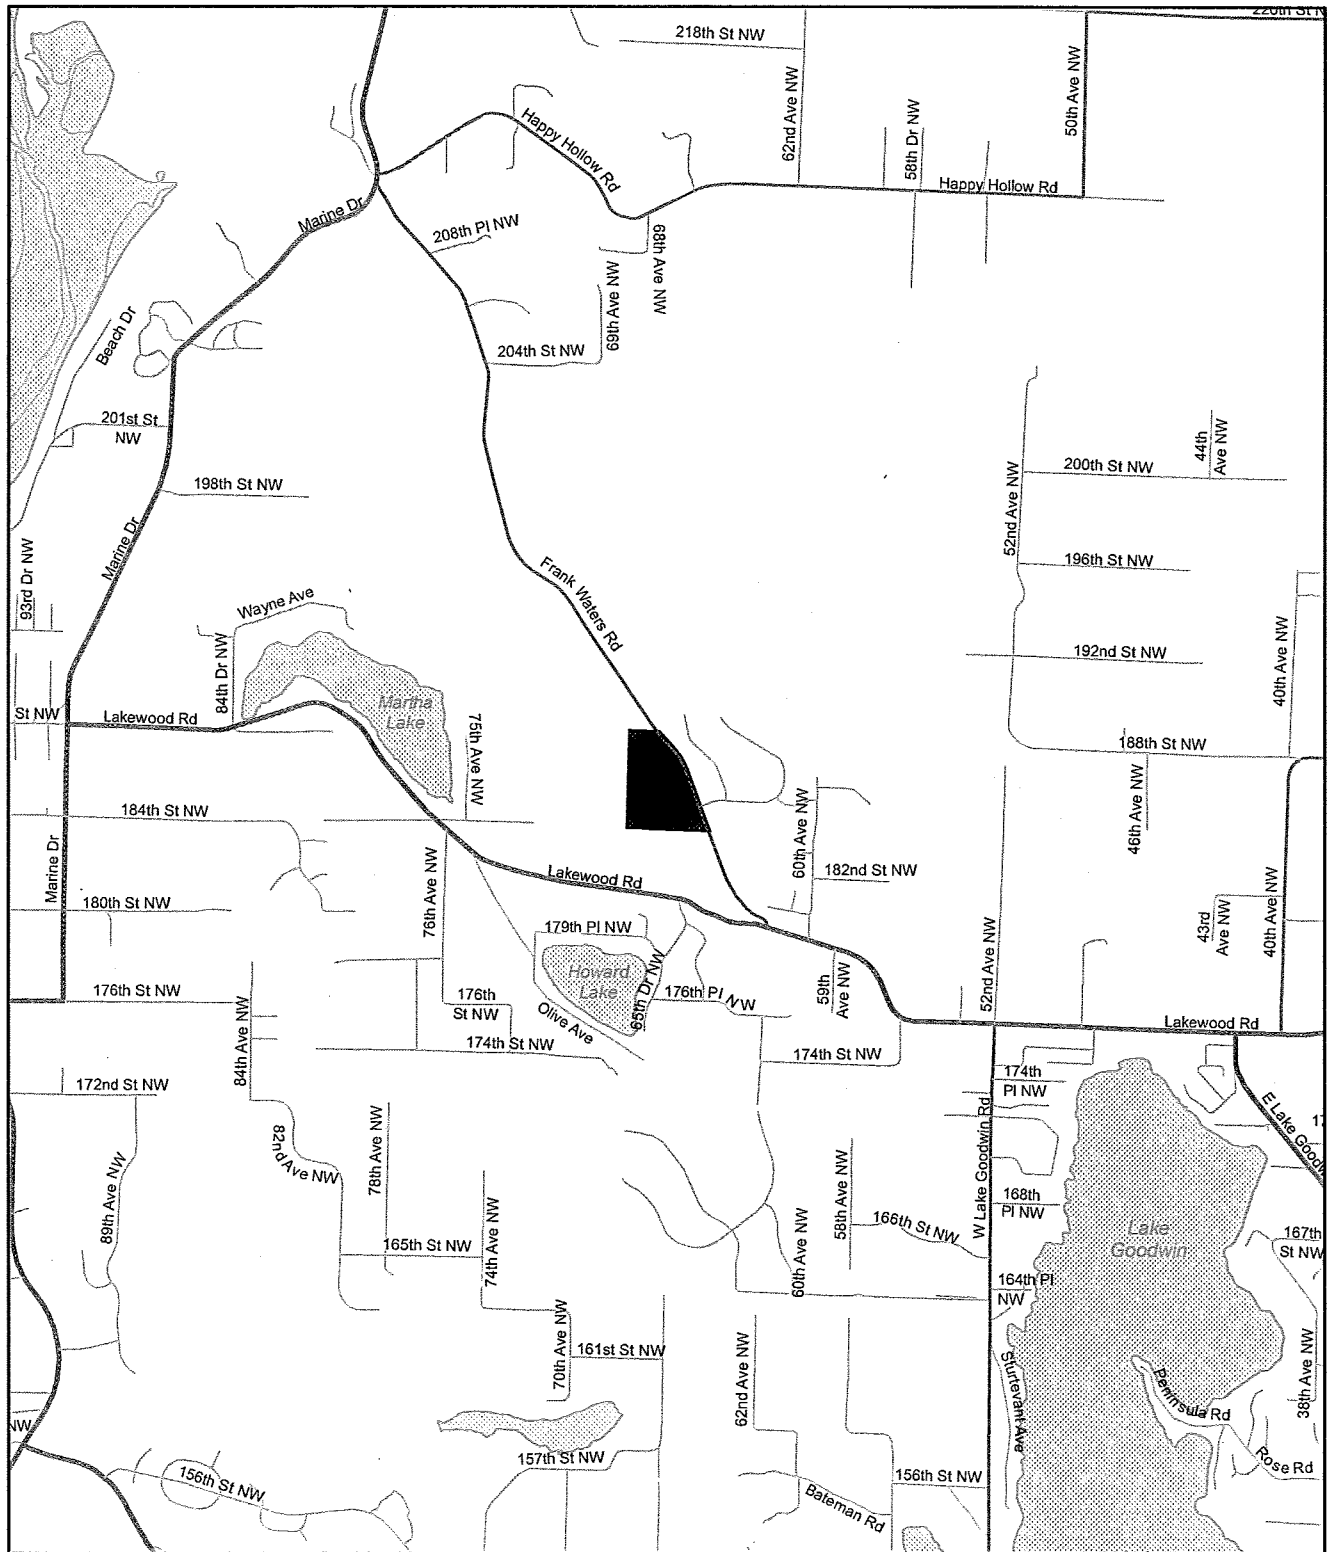 220th St N
218th St NW
62nd Ave NW
50th Ave NW
58th Dr NW
Happy Hollow Rd
Happy Hollow Rd
Marine Dr
208th Pl NW
68th Ave NW
69th Ave NW
Beach Dr
204th St NW
201st St
NW
44th
Ave NW
200th St NW
198th St NW
52nd Ave NW
Marine Dr
196th St NW
93rd Dr NW
Frank Waters Rd
Wayne Ave
84th Dr NW
192nd St NW
40th Ave NW
Martha
Lake
St NW
Lakewood Rd
75th Ave NW
188th St NW
184th St NW
46th Ave NW
60th Ave NW
Marine Dr
Lakewood Rd
182nd St NW
76th Ave NW
180th St NW
179th Pl NW
43rd
Ave NW
40th Ave NW
52nd Ave NW
Howard
Lake
65th Dr NW
59th
Ave NW
176th St NW
176th
St NW
176th Pl NW
Olive Ave
Lakewood Rd
84th Ave NW
174th St NW
174th St NW
172nd St NW
174th
Pl NW
E Lake Goodw
17
82nd Ave NW
78th Ave NW
W Lake Goodwin Rd
89th Ave NW
58th Ave NW
168th
Pl NW
74th Ave NW
166th St NW
Lake
Goodwin
167th
St NW
165th St NW
60th Ave NW
164th Pl
NW
70th Ave NW
161st St NW
62nd Ave NW
Sturtevant Ave
Peninsula Rd
38th Ave NW
NW
157th St NW
156th St NW
156th St NW
Rose Rd
Bateman Rd